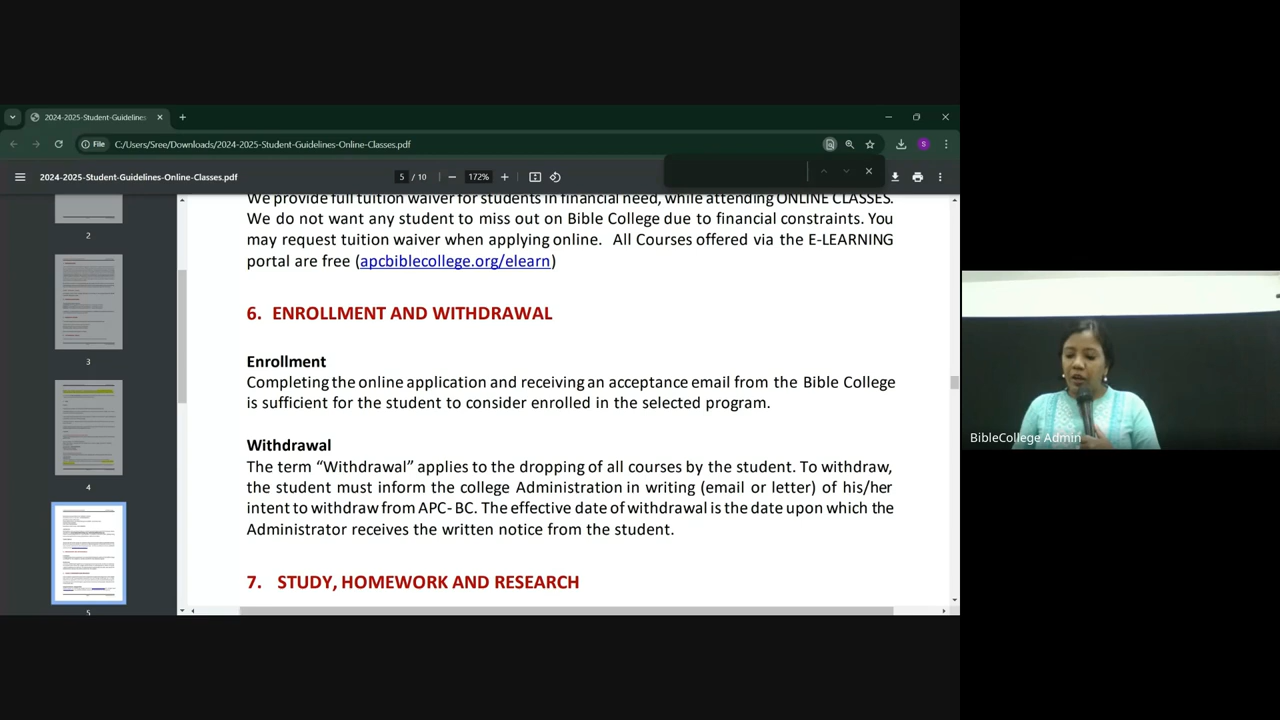 2024-2025-Student-Guidelines
File
C:/Users/Sree/Downloads/2024-2025-Student-Guidelines-Online-Classes.pdf
S
2024-2025-Student-Guidelines-Online-Classes.pdf
5 / 10
172%
2
3
4
5
We provide full tuition waiver for students in financial need, while attending ONLINE CLASSES.
We do not want any student to miss out on Bible College due to financial constraints. You
may request tuition waiver when applying online. All Courses offered via the E-LEARNING
portal are free (apcbiblecollege.org/elearn)
6. ENROLLMENT AND WITHDRAWAL
Enrollment
Completing the online application and receiving an acceptance email from the Bible College
is sufficient for the student to consider enrolled in the selected program.
Withdrawal
The term “Withdrawal” applies to the dropping of all courses by the student. To withdraw,
the student must inform the college Administration in writing (email or letter) of his/her
intent to withdraw from APC- BC. The effective date of withdrawal is the date upon which the
Administrator receives the written notice from the student.
7. STUDY, HOMEWORK AND RESEARCH
BibleCollege Admin